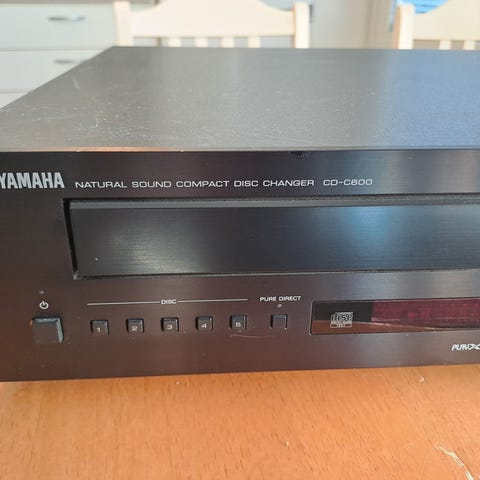 YAMAHA NATURAL SOUND COMPACT DISC CHANGER CD-C600
DISC PURE DIRECT
1 2 3 4 5